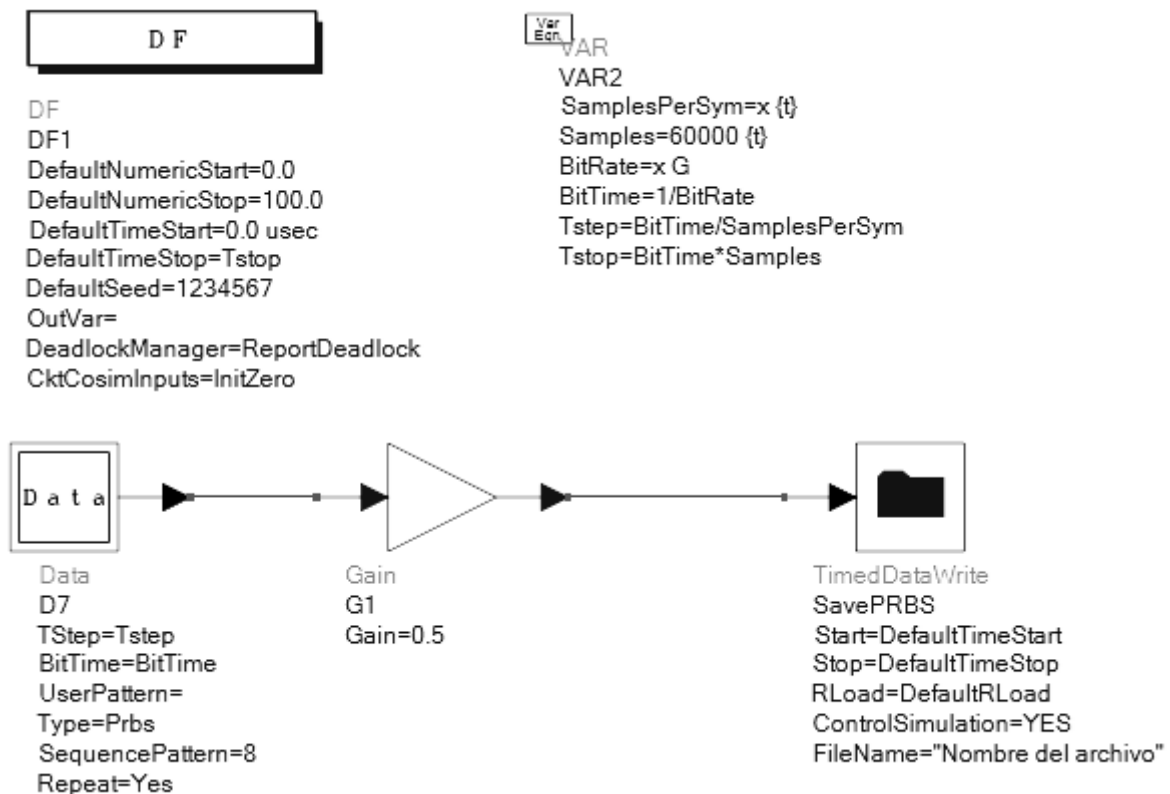 D F
DF
DF1
DefaultNumericStart=0.0
DefaultNumericStop=100.0
DefaultTimeStart=0.0 usec
DefaultTimeStop=Tstop
DefaultSeed=1234567
OutVar=
DeadlockManager=ReportDeadlock
CktCosimInputs=InitZero
Var
Eqn
VAR
VAR2
SamplesPerSym=x {t}
Samples=60000 {t}
BitRate=x G
BitTime=1/BitRate
Tstep=BitTime/SamplesPerSym
Tstop=BitTime*Samples
D a t a
Data
D7
TStep=Tstep
BitTime=BitTime
UserPattern=
Type=Prbs
SequencePattern=8
Repeat=Yes
Gain
G1
Gain=0.5
TimedDataWrite
SavePRBS
Start=DefaultTimeStart
Stop=DefaultTimeStop
RLoad=DefaultRLoad
ControlSimulation=YES
FileName="Nombre del archivo"